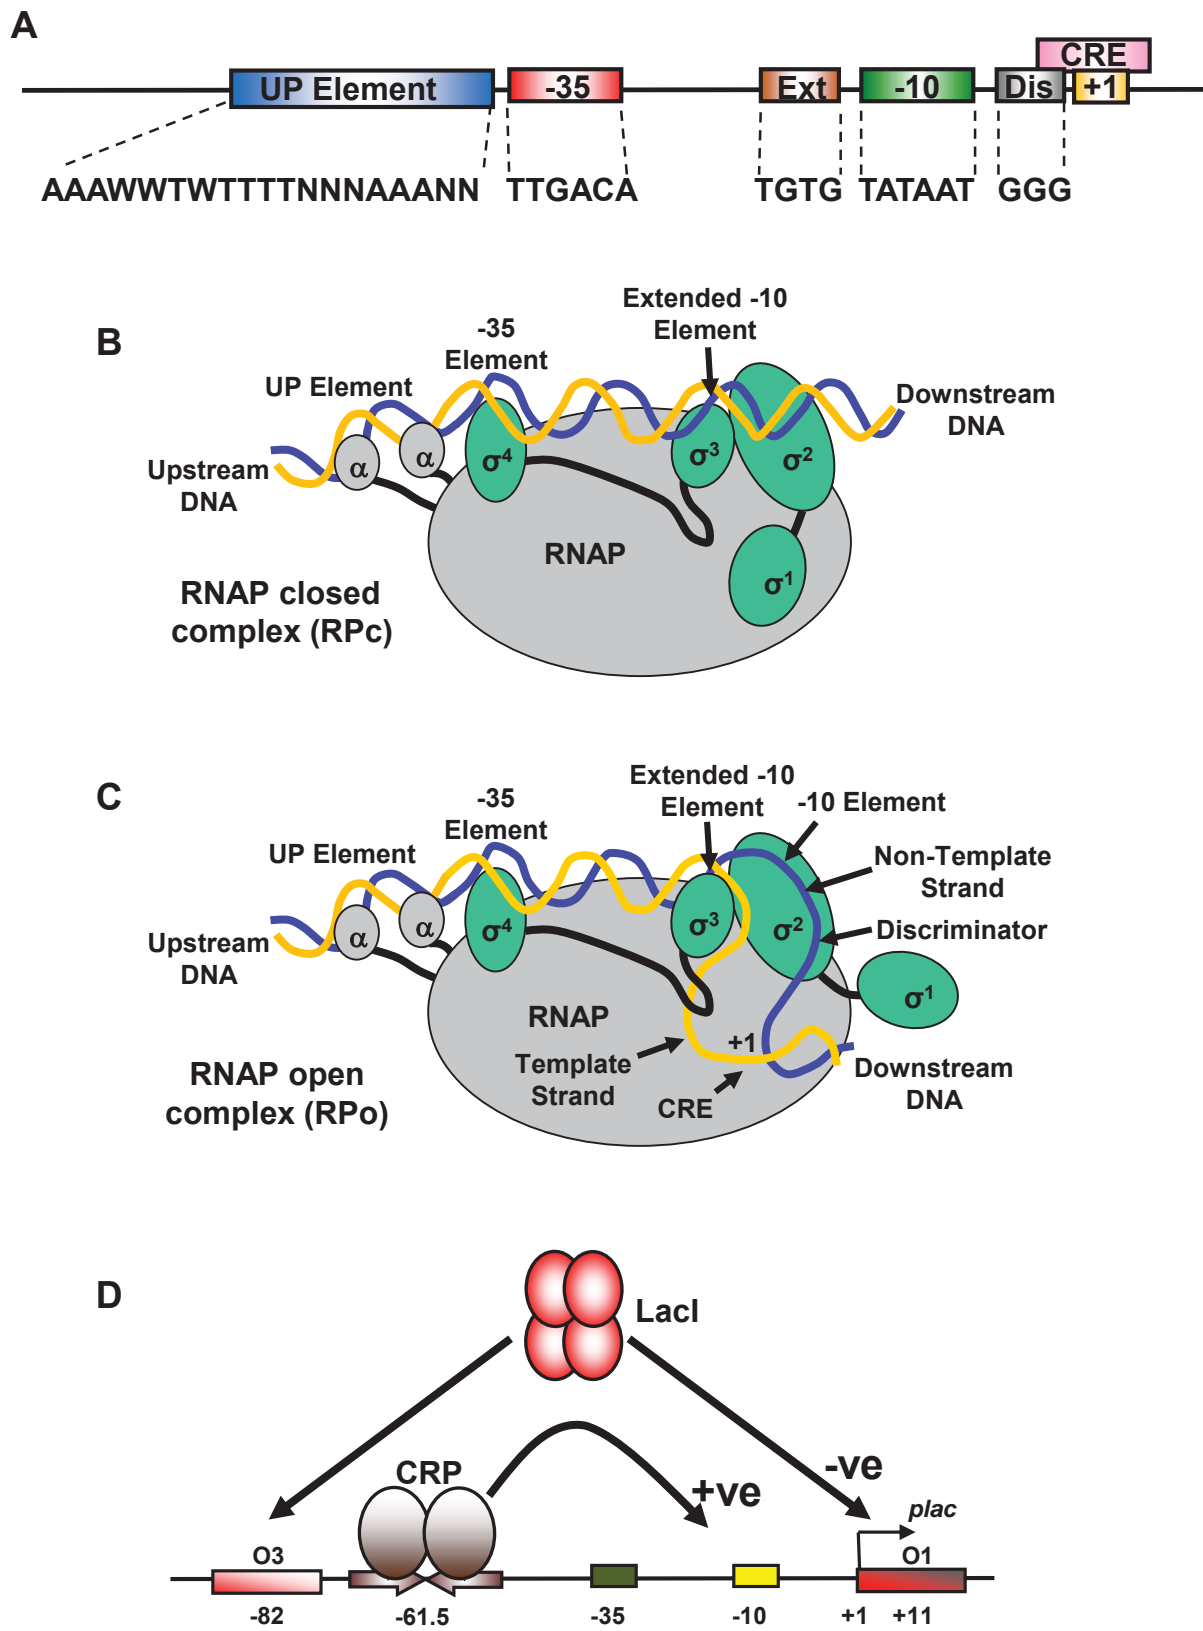 A
UP Element -35 Ext -10 Dis CRE +1
AAAWWTWTTTTNNNAAANN TTGACA TGTG TATAAT GGG
B
Extended -10
Element
-35
Element
UP Element
Downstream
DNA
Upstream
DNA
α α σ4 σ3 σ2
RNAP
σ1
RNAP closed
complex (RPc)
C
Extended -10
Element
-35
Element
-10 Element
UP Element
Non-Template
Strand
Discriminator
Upstream
DNA
α α σ4 σ3 σ2
σ1
RNAP
+1
Template
Strand
CRE
Downstream
DNA
RNAP open
complex (RPo)
D
LacI
CRP
+ve
-ve
plac
O3 O1
-82 -61.5 -35 -10 +1 +11